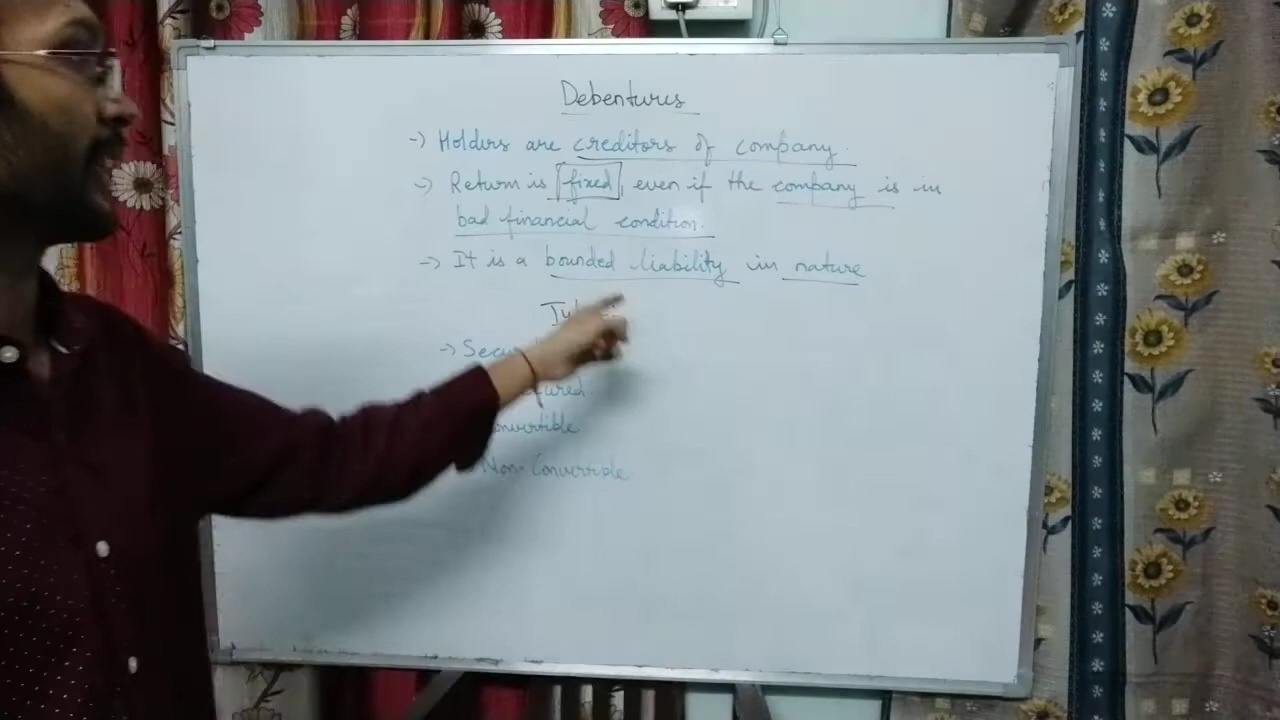 Debentures
-> Holders are creditors of company.
-> Return is fixed, even if the company is in
bad financial condition.
-> It is a bounded liability in nature
->
Convertible
Non-Convertible